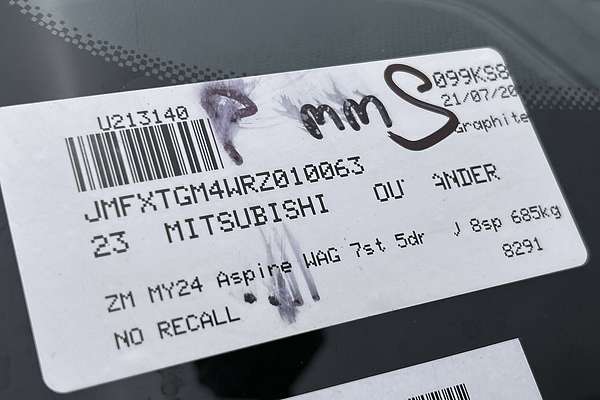 U213140
099KS8
21/07/20
Graphite
P mmS
JMFXTGM4WRZ010063
23 MITSUBISHI OU ANDER
ZM MY24 Aspire WAG 7st 5dr J 8sp 685kg
8291
NO RECALL